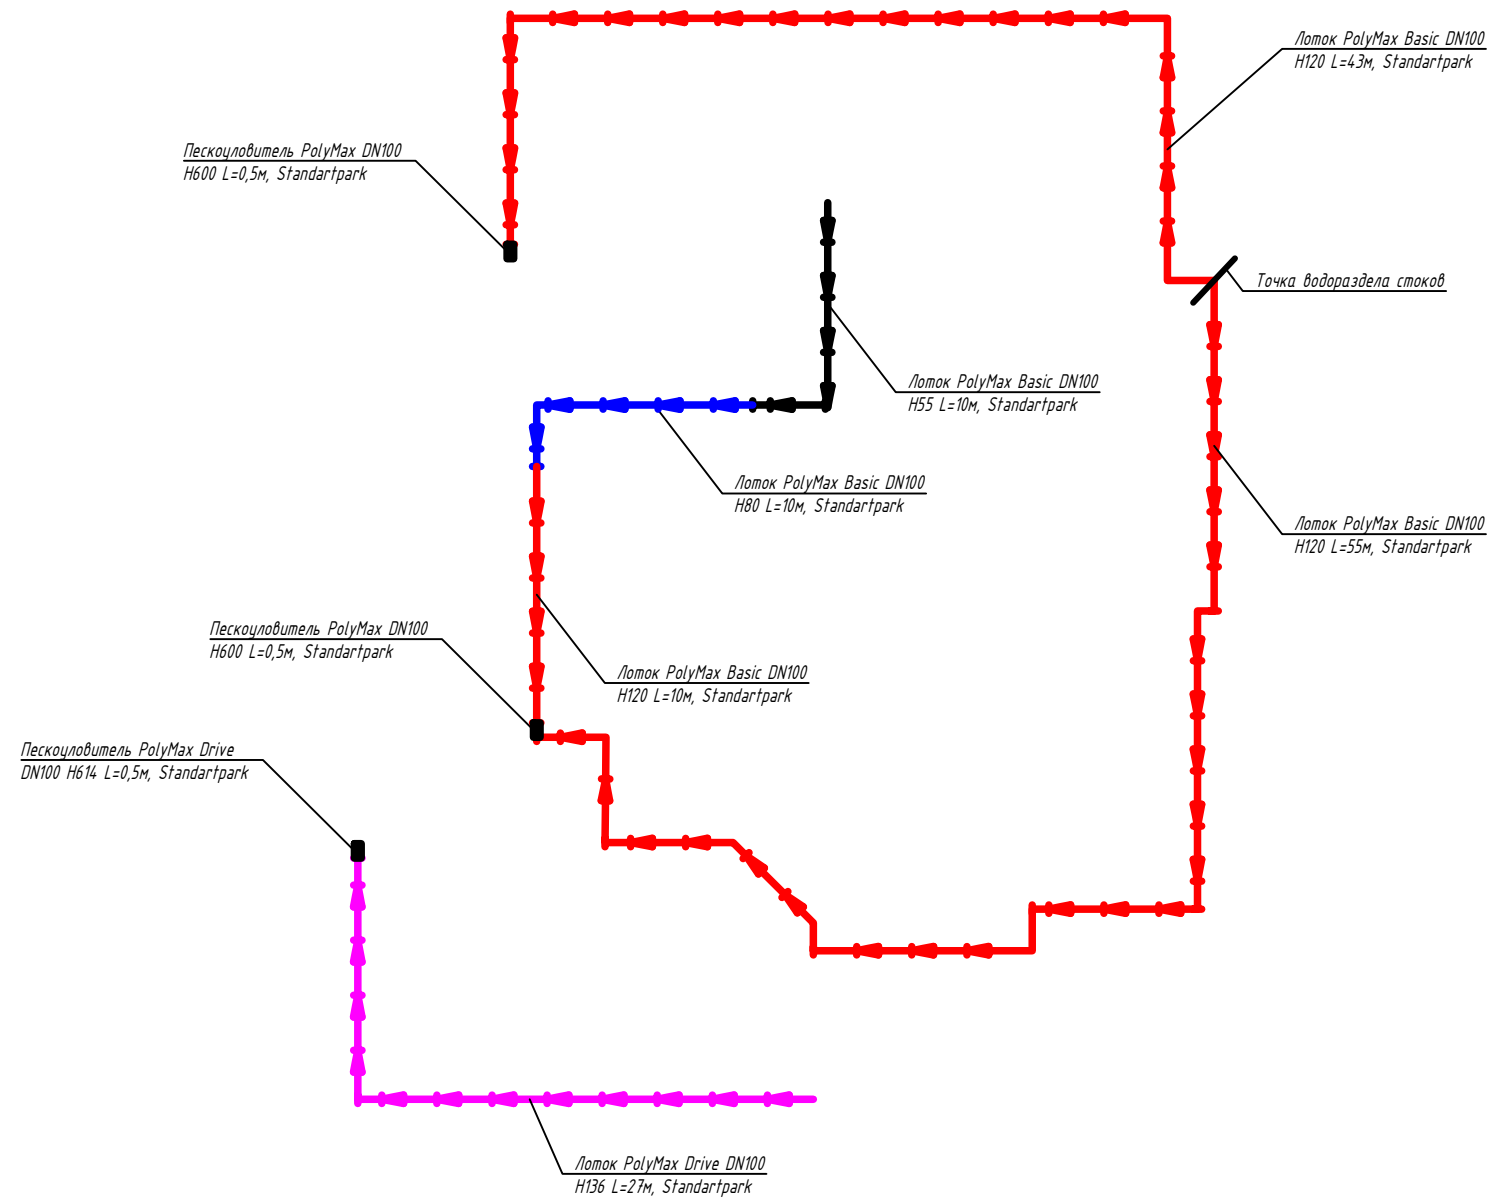 Лоток PolyMax Basic DN100
H120 L=43м, Standartpark
Пескоуловитель PolyMax DN100
H600 L=0,5м, Standartpark
Точка водораздела стоков
Лоток PolyMax Basic DN100
H55 L=10м, Standartpark
Лоток PolyMax Basic DN100
H80 L=10м, Standartpark
Лоток PolyMax Basic DN100
H120 L=55м, Standartpark
Пескоуловитель PolyMax DN100
H600 L=0,5м, Standartpark
Лоток PolyMax Basic DN100
H120 L=10м, Standartpark
Пескоуловитель PolyMax Drive
DN100 H614 L=0,5м, Standartpark
Лоток PolyMax Drive DN100
H136 L=27м, Standartpark